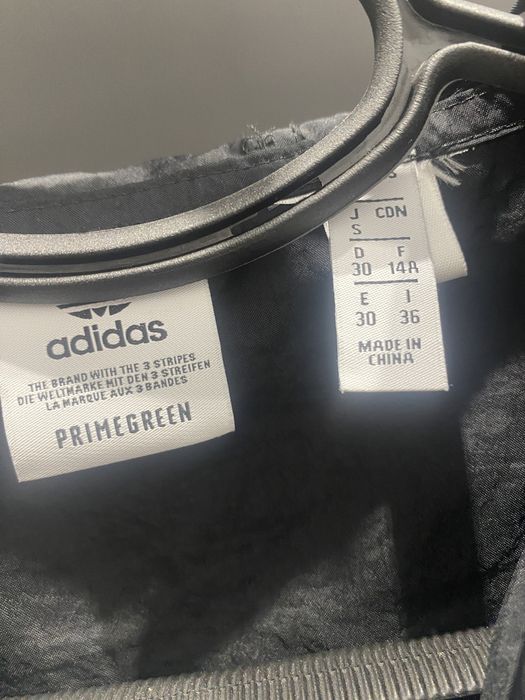 adidas
THE BRAND WITH THE 3 STRIPES
DIE WELTMARKE MIT DEN 3 STREIFEN
LA MARQUE AUX 3 BANDES
PRIMEGREEN
J CDN
S
D F
30 14A
E I
30 36
MADE IN
CHINA